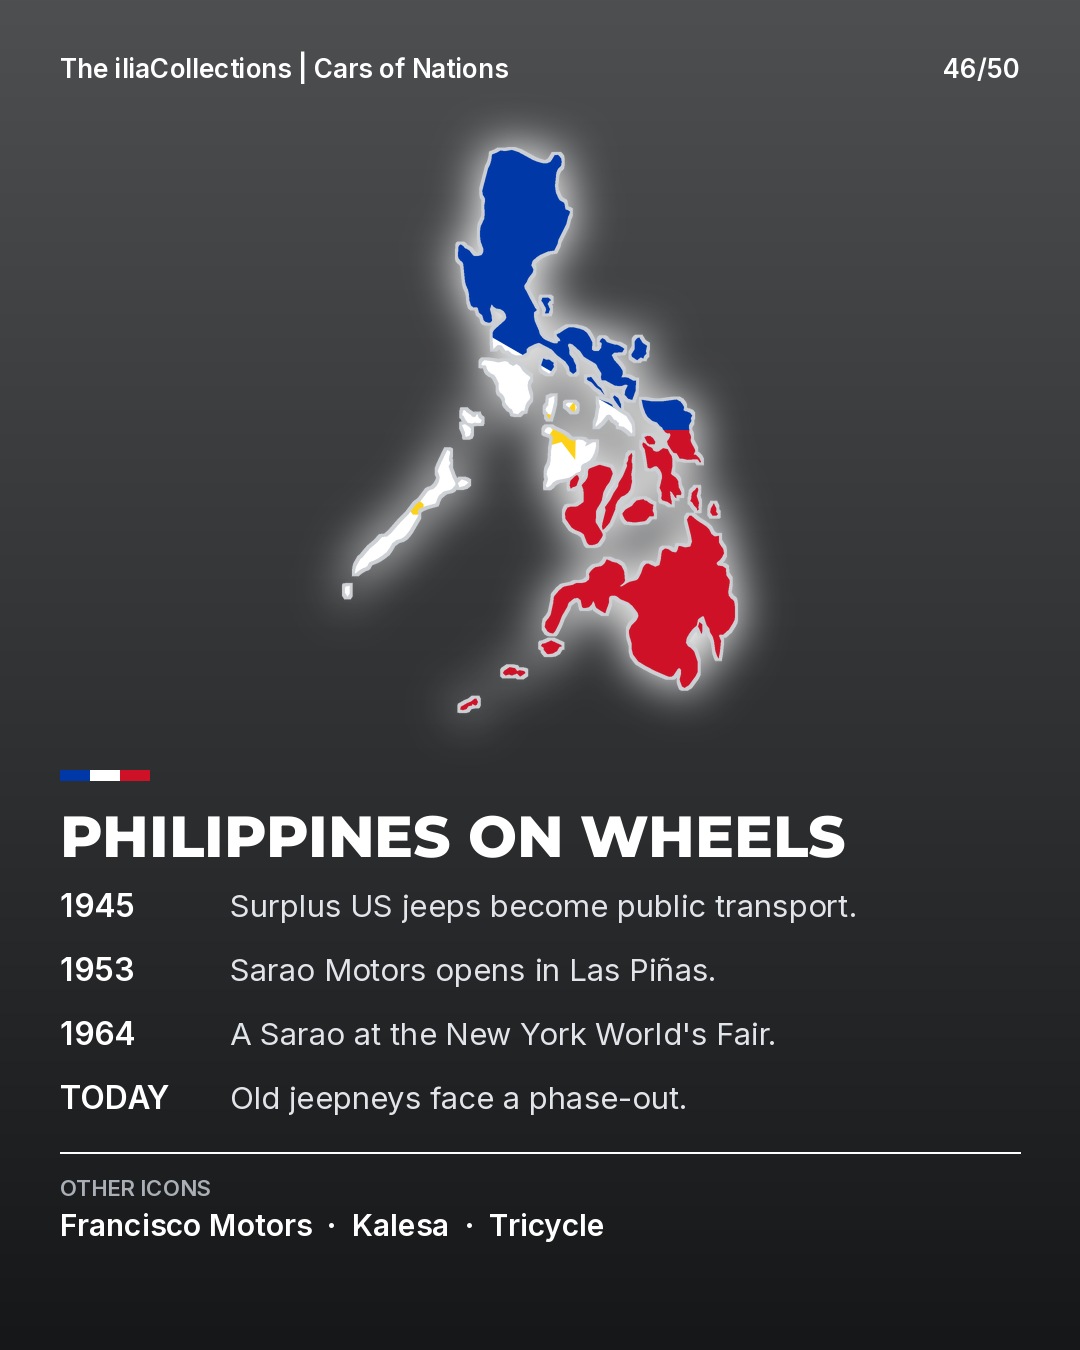 The iliaCollections | Cars of Nations
46/50
PHILIPPINES ON WHEELS
1945 Surplus US jeeps become public transport.
1953 Sarao Motors opens in Las Piñas.
1964 A Sarao at the New York World's Fair.
TODAY Old jeepneys face a phase-out.
OTHER ICONS
Francisco Motors · Kalesa · Tricycle